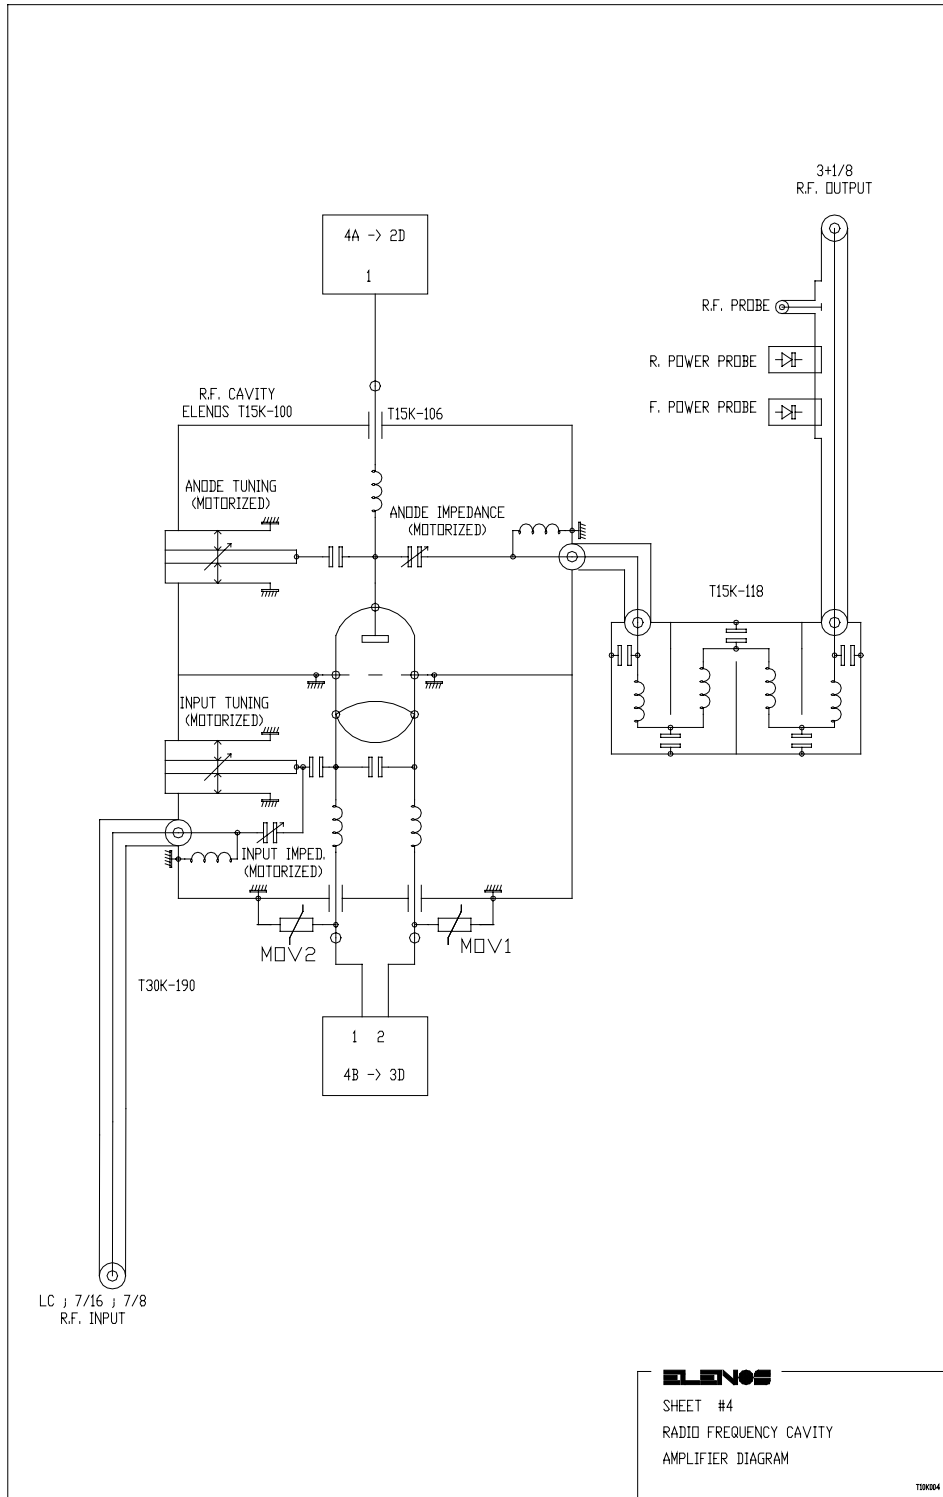 3+1/8
R.F. OUTPUT
4A -> 2D
1
R.F. PROBE
R. POWER PROBE
F. POWER PROBE
R.F. CAVITY
ELENOS T15K-100
T15K-106
ANODE TUNING
(MOTORIZED)
ANODE IMPEDANCE
(MOTORIZED)
T15K-118
INPUT TUNING
(MOTORIZED)
INPUT IMPED.
(MOTORIZED)
MOV2
MOV1
T30K-190
1 2
4B -> 3D
LC ; 7/16 ; 7/8
R.F. INPUT
ELENOS
SHEET #4
RADIO FREQUENCY CAVITY
AMPLIFIER DIAGRAM
T10K004